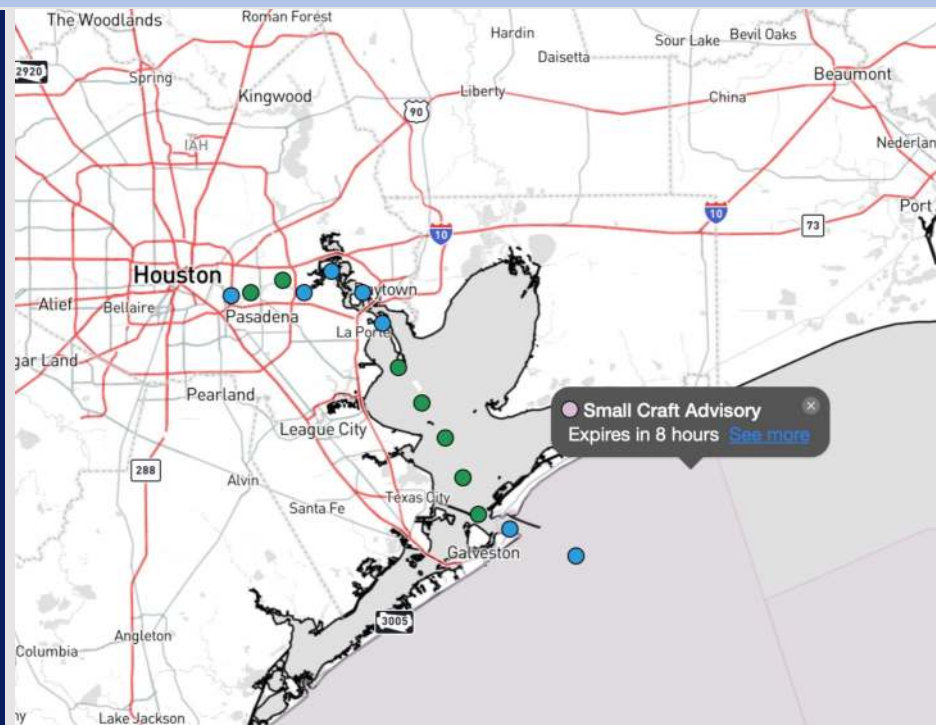 The Woodlands
Roman Forest
Hardin
Sour Lake
Bevil Oaks
Daisetta
2920
Spring
Beaumont
Kingwood
Liberty
China
90
IAH
Nederlan
10
10
Port
73
Houston
ytown
Alief
Bellaire
Pasadena
La Porte
gar Land
Pearland
League City
Small Craft Advisory
Expires in 8 hours See more
288
Alvin
Texas City
Santa Fe
Galveston
3005
Angleton
Columbia
Lake Jackson